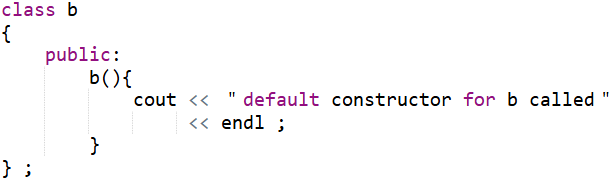 class b
{
    public:
        b(){
            cout << " default constructor for b called "
                 << endl ;
        }
} ;